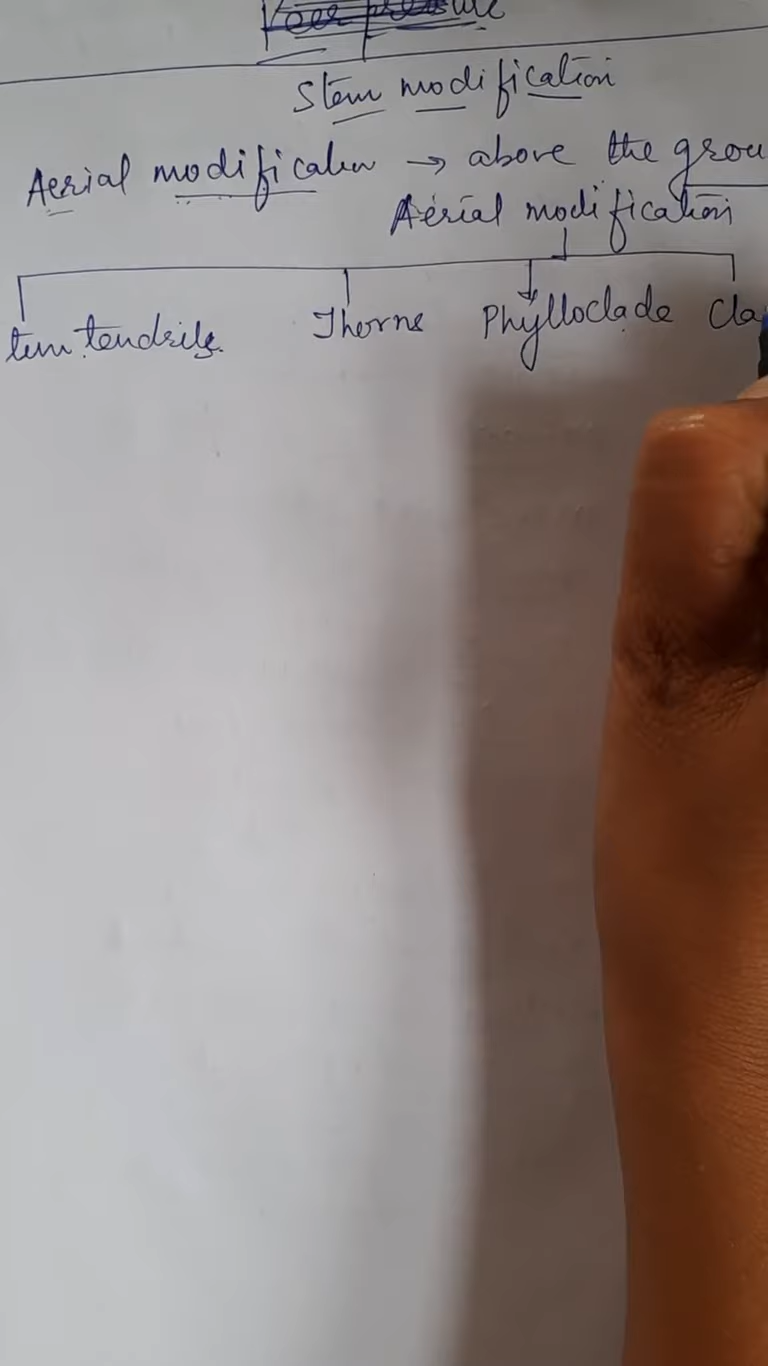 Stem modification
Aerial modification → above the grou
Aerial modification
tem tendrils Thorns Phylloclade Cla